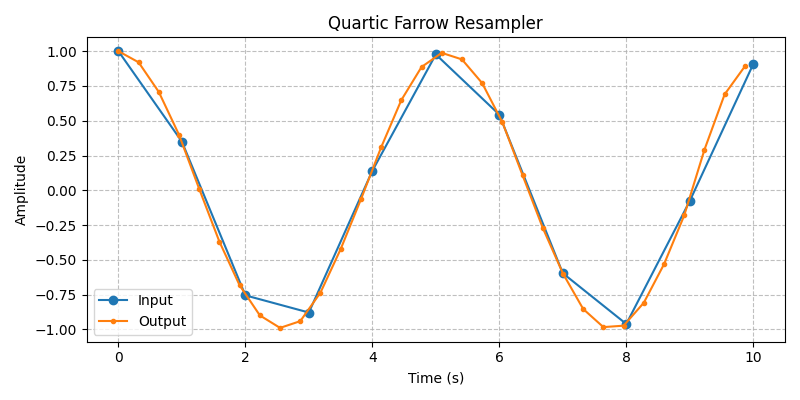 Quartic Farrow Resampler
1.00
0.75
0.50
0.25
0.00
−0.25
−0.50
−0.75
−1.00
Amplitude
Input
Output
0 2 4 6 8 10
Time (s)